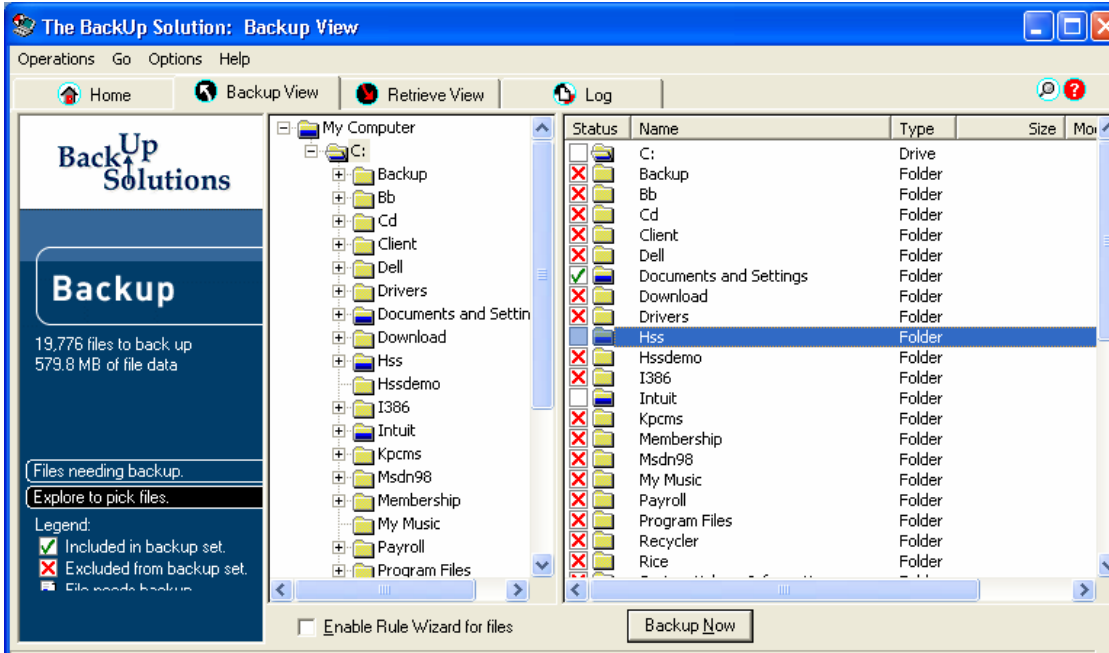 The BackUp Solution: Backup View
Operations Go Options Help
Home Backup View Retrieve View Log
BackUp
Solutions
Backup
19,776 files to back up
579.8 MB of file data
Files needing backup.
Explore to pick files.
Legend:
Included in backup set.
Excluded from backup set.
File needs backup
My Computer
C:
Backup
Bb
Cd
Client
Dell
Drivers
Documents and Settin
Download
Hss
Hssdemo
I386
Intuit
Kpcms
Msdn98
Membership
My Music
Payroll
Program Files
Status Name Type Size Mo
C: Drive
Backup Folder
Bb Folder
Cd Folder
Client Folder
Dell Folder
Documents and Settings Folder
Download Folder
Drivers Folder
Hss Folder
Hssdemo Folder
I386 Folder
Intuit Folder
Kpcms Folder
Membership Folder
Msdn98 Folder
My Music Folder
Payroll Folder
Program Files Folder
Recycler Folder
Rice Folder
Enable Rule Wizard for files
Backup Now